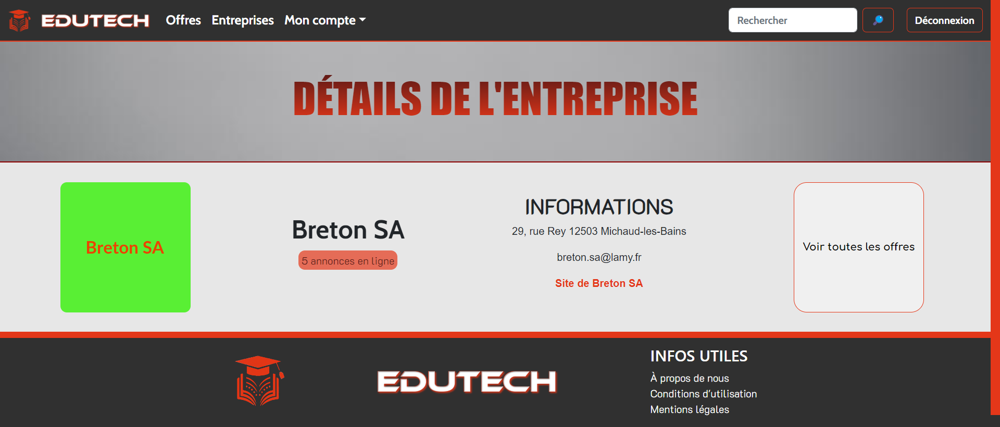 EDUTECH
Offres
Entreprises
Mon compte
Rechercher
Déconnexion
DÉTAILS DE L'ENTREPRISE
Breton SA
Breton SA
5 annonces en ligne
INFORMATIONS
29, rue Rey 12503 Michaud-les-Bains
breton.sa@lamy.fr
Site de Breton SA
Voir toutes les offres
EDUTECH
INFOS UTILES
À propos de nous
Conditions d'utilisation
Mentions légales